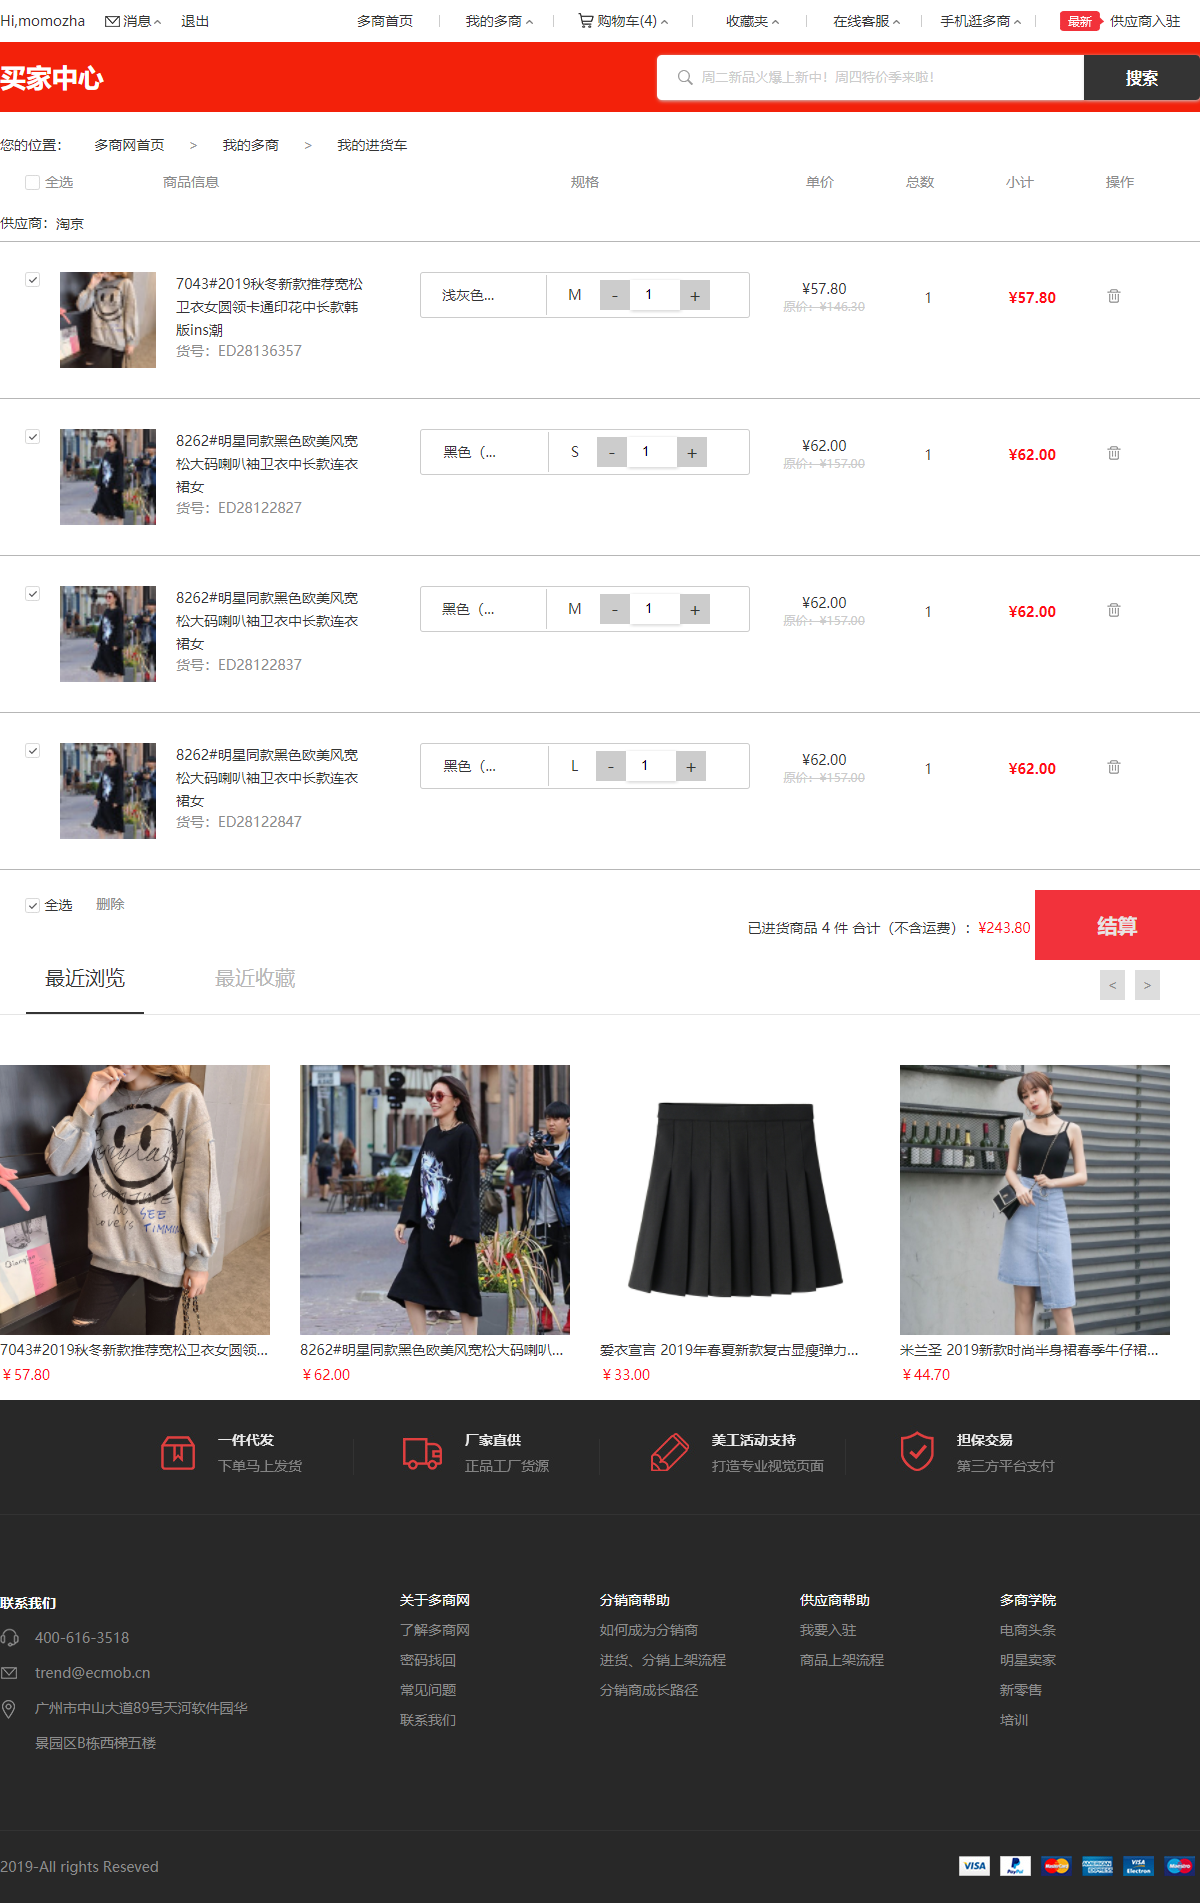 Hi,momozha 消息 退出 多商首页 我的多商 购物车(4) 收藏夹 在线客服 手机逛多商 最新 供应商入驻
买家中心 周二新品火爆上新中！周四特价季来啦！ 搜索
您的位置： 多商网首页 > 我的多商 > 我的进货车
全选 商品信息 规格 单价 总数 小计 操作
供应商：淘京
7043#2019秋冬新款推荐宽松
卫衣女圆领卡通印花中长款韩
版ins潮
货号：ED28136357
浅灰色... M - 1 +
¥57.80
原价：¥146.30
1 ¥57.80
8262#明星同款黑色欧美风宽
松大码喇叭袖卫衣中长款连衣
裙女
货号：ED28122827
黑色（... S - 1 +
¥62.00
原价：¥157.00
1 ¥62.00
8262#明星同款黑色欧美风宽
松大码喇叭袖卫衣中长款连衣
裙女
货号：ED28122837
黑色（... M - 1 +
¥62.00
原价：¥157.00
1 ¥62.00
8262#明星同款黑色欧美风宽
松大码喇叭袖卫衣中长款连衣
裙女
货号：ED28122847
黑色（... L - 1 +
¥62.00
原价：¥157.00
1 ¥62.00
全选 删除
已进货商品 4 件 合计（不含运费）：¥243.80 结算
最近浏览 最近收藏 < >
NO SEE
TIMMIN
7043#2019秋冬新款推荐宽松卫衣女圆领...
￥57.80
8262#明星同款黑色欧美风宽松大码喇叭...
￥62.00
爱衣宣言 2019年春夏新款复古显瘦弹力...
￥33.00
米兰圣 2019新款时尚半身裙春季牛仔裙...
￥44.70
一件代发
下单马上发货
厂家直供
正品工厂货源
美工活动支持
打造专业视觉页面
担保交易
第三方平台支付
联系我们
400-616-3518
trend@ecmob.cn
广州市中山大道89号天河软件园华
景园区B栋西梯五楼
关于多商网
了解多商网
密码找回
常见问题
联系我们
分销商帮助
如何成为分销商
进货、分销上架流程
分销商成长路径
供应商帮助
我要入驻
商品上架流程
多商学院
电商头条
明星卖家
新零售
培训
2019-All rights Reseved
VISA PayPal MasterCard AMERICAN EXPRESS VISA Electron Maestro